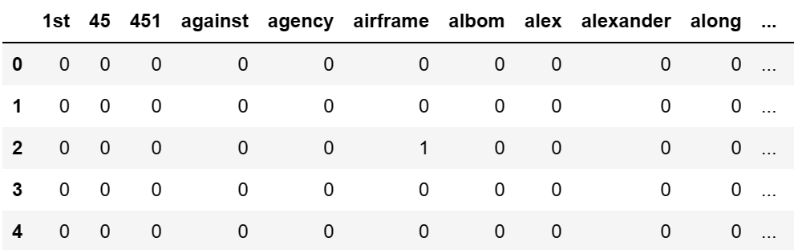 1st 45 451 against agency airframe albom alex alexander along ...
0 0 0 0 0 0 0 0 0 0 0 ...
1 0 0 0 0 0 0 0 0 0 0 ...
2 0 0 0 0 0 1 0 0 0 0 ...
3 0 0 0 0 0 0 0 0 0 0 ...
4 0 0 0 0 0 0 0 0 0 0 ...